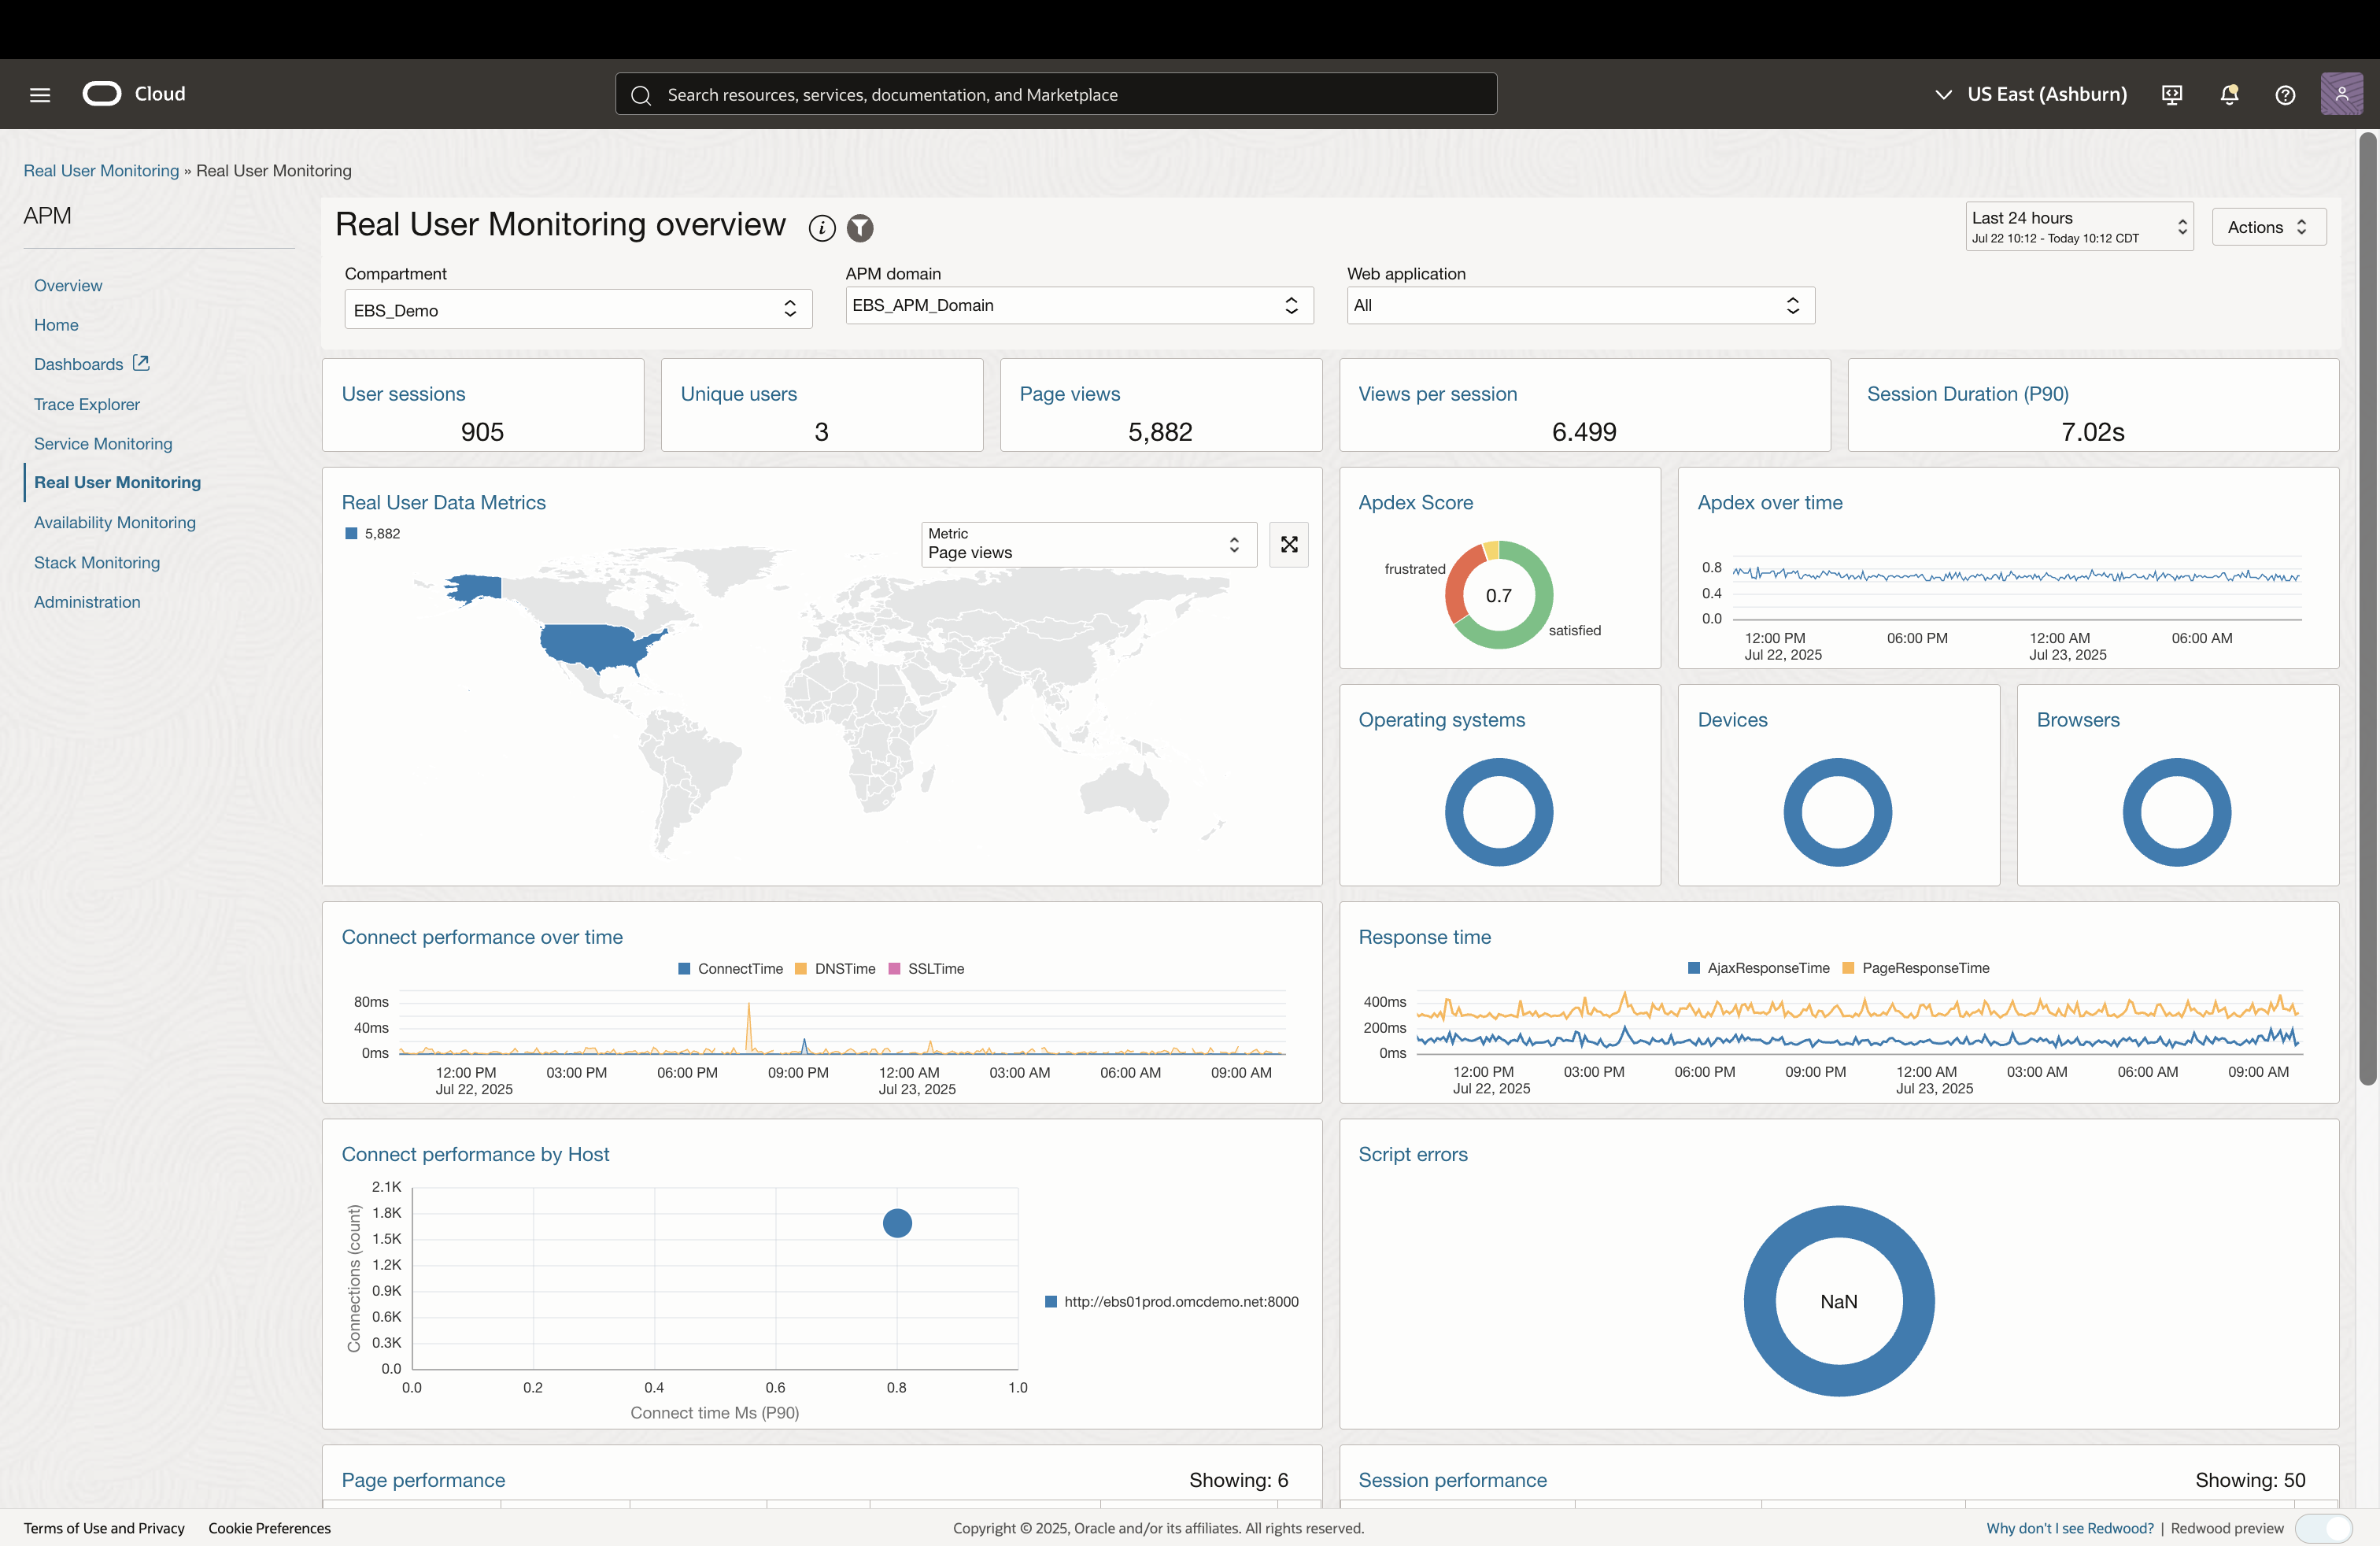 Cloud
Search resources, services, documentation, and Marketplace
US East (Ashburn)
Real User Monitoring » Real User Monitoring
APM
Overview
Home
Dashboards
Trace Explorer
Service Monitoring
Real User Monitoring
Availability Monitoring
Stack Monitoring
Administration
Real User Monitoring overview
Last 24 hours
Jul 22 10:12 - Today 10:12 CDT
Actions
Compartment
EBS_Demo
APM domain
EBS_APM_Domain
Web application
All
User sessions
905
Unique users
3
Page views
5,882
Views per session
6.499
Session Duration (P90)
7.02s
Real User Data Metrics
5,882
Metric
Page views
Apdex Score
frustrated
0.7
satisfied
Apdex over time
0.8
0.4
0.0
12:00 PM 06:00 PM 12:00 AM 06:00 AM
Jul 22, 2025 Jul 23, 2025
Operating systems
Devices
Browsers
Connect performance over time
ConnectTime DNSTime SSLTime
80ms
40ms
0ms
12:00 PM 03:00 PM 06:00 PM 09:00 PM 12:00 AM 03:00 AM 06:00 AM 09:00 AM
Jul 22, 2025 Jul 23, 2025
Response time
AjaxResponseTime PageResponseTime
400ms
200ms
0ms
12:00 PM 03:00 PM 06:00 PM 09:00 PM 12:00 AM 03:00 AM 06:00 AM 09:00 AM
Jul 22, 2025 Jul 23, 2025
Connect performance by Host
Connections (count)
2.1K
1.8K
1.5K
1.2K
0.9K
0.6K
0.3K
0.0
0.0 0.2 0.4 0.6 0.8 1.0
Connect time Ms (P90)
http://ebs01prod.omcdemo.net:8000
Script errors
NaN
Page performance
Showing: 6
Session performance
Showing: 50
Terms of Use and Privacy Cookie Preferences
Copyright © 2025, Oracle and/or its affiliates. All rights reserved.
Why don't I see Redwood? | Redwood preview